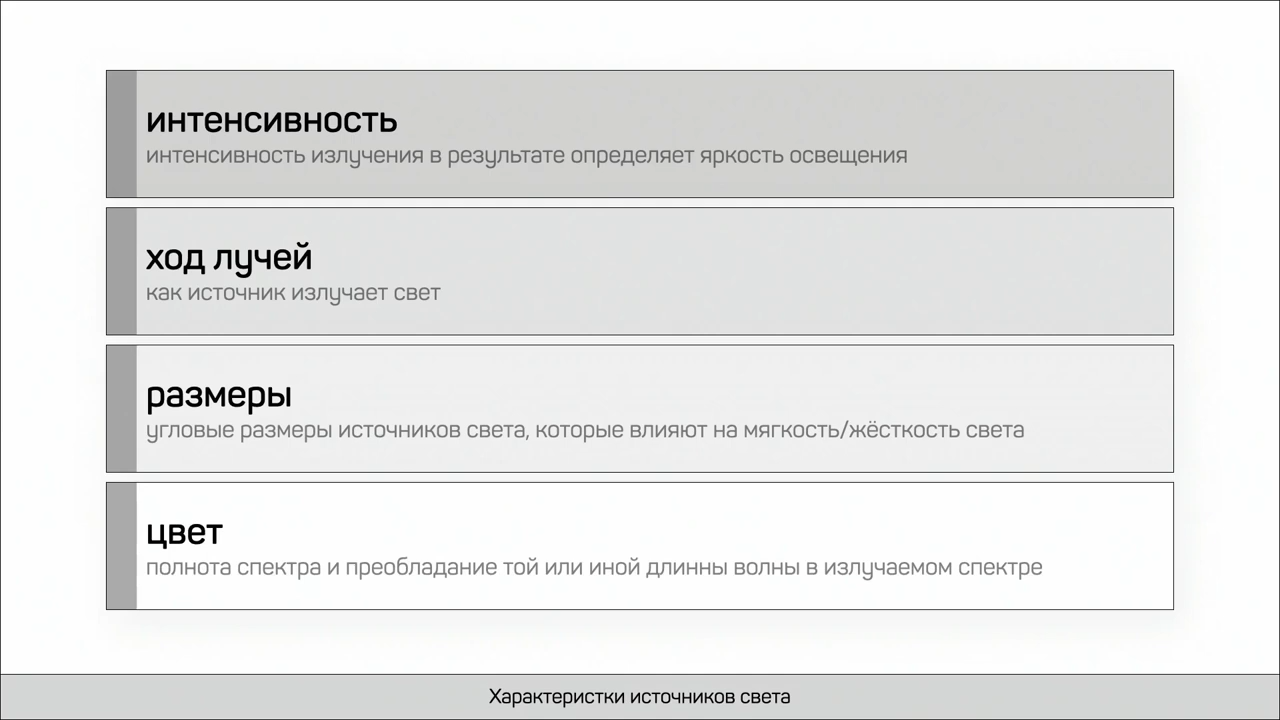 интенсивность
интенсивность излучения в результате определяет яркость освещения
ход лучей
как источник излучает свет
размеры
угловые размеры источников света, которые влияют на мягкость/жёсткость света
цвет
полнота спектра и преобладание той или иной длинны волны в излучаемом спектре
Характеристки источников света